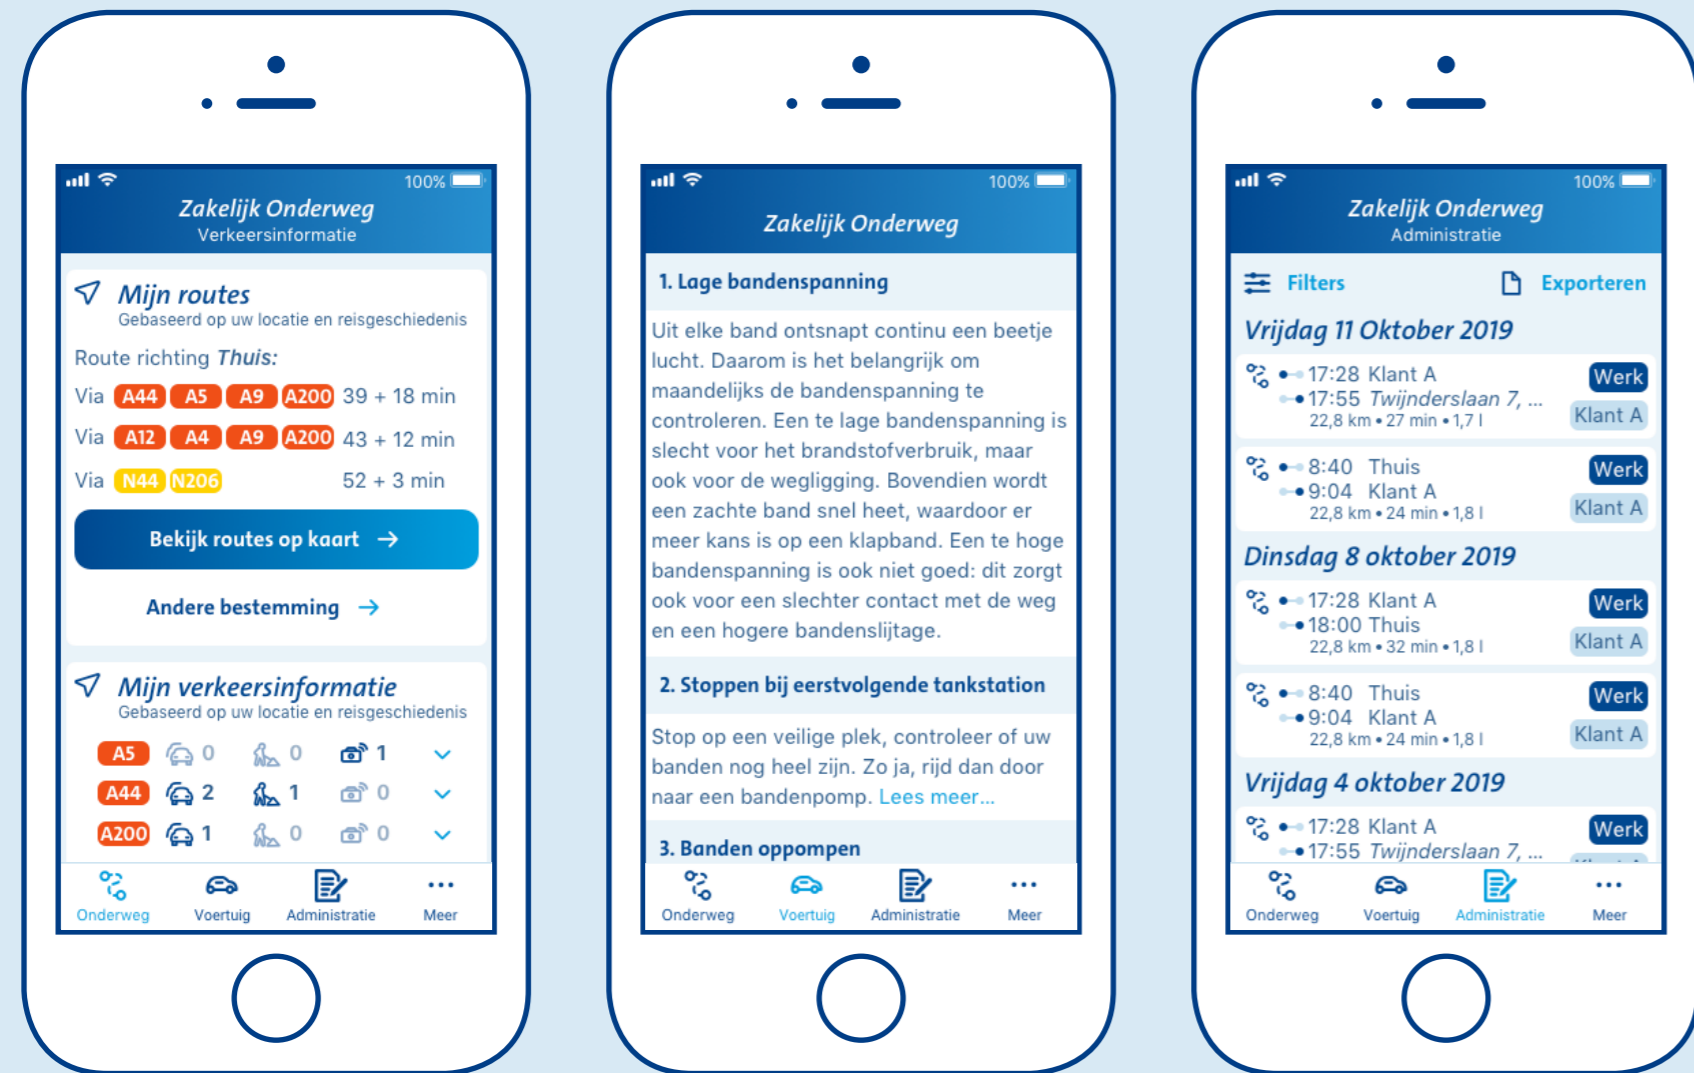 100%
Zakelijk Onderweg
Verkeersinformatie
Mijn routes
Gebaseerd op uw locatie en reisgeschiedenis
Route richting Thuis:
Via A44 A5 A9 A200 39 + 18 min
Via A12 A4 A9 A200 43 + 12 min
Via N44 N206 52 + 3 min
Bekijk routes op kaart →
Andere bestemming →
Mijn verkeersinformatie
Gebaseerd op uw locatie en reisgeschiedenis
A5 0 0 1
A44 2 1 0
A200 1 0 0
Onderweg Voertuig Administratie Meer
100%
Zakelijk Onderweg
1. Lage bandenspanning
Uit elke band ontsnapt continu een beetje
lucht. Daarom is het belangrijk om
maandelijks de bandenspanning te
controleren. Een te lage bandenspanning is
slecht voor het brandstofverbruik, maar
ook voor de wegligging. Bovendien wordt
een zachte band snel heet, waardoor er
meer kans is op een klapband. Een te hoge
bandenspanning is ook niet goed: dit zorgt
ook voor een slechter contact met de weg
en een hogere bandenslijtage.
2. Stoppen bij eerstvolgende tankstation
Stop op een veilige plek, controleer of uw
banden nog heel zijn. Zo ja, rijd dan door
naar een bandenpomp. Lees meer...
3. Banden oppompen
Onderweg Voertuig Administratie Meer
100%
Zakelijk Onderweg
Administratie
Filters Exporteren
Vrijdag 11 Oktober 2019
17:28 Klant A Werk
17:55 Twijnderslaan 7, ...
22,8 km • 27 min • 1,7 l Klant A
8:40 Thuis Werk
9:04 Klant A
22,8 km • 24 min • 1,8 l Klant A
Dinsdag 8 oktober 2019
17:28 Klant A Werk
18:00 Thuis
22,8 km • 32 min • 1,8 l Klant A
8:40 Thuis Werk
9:04 Klant A
22,8 km • 24 min • 1,8 l Klant A
Vrijdag 4 oktober 2019
17:28 Klant A Werk
17:55 Twijnderslaan 7, ...
Onderweg Voertuig Administratie Meer